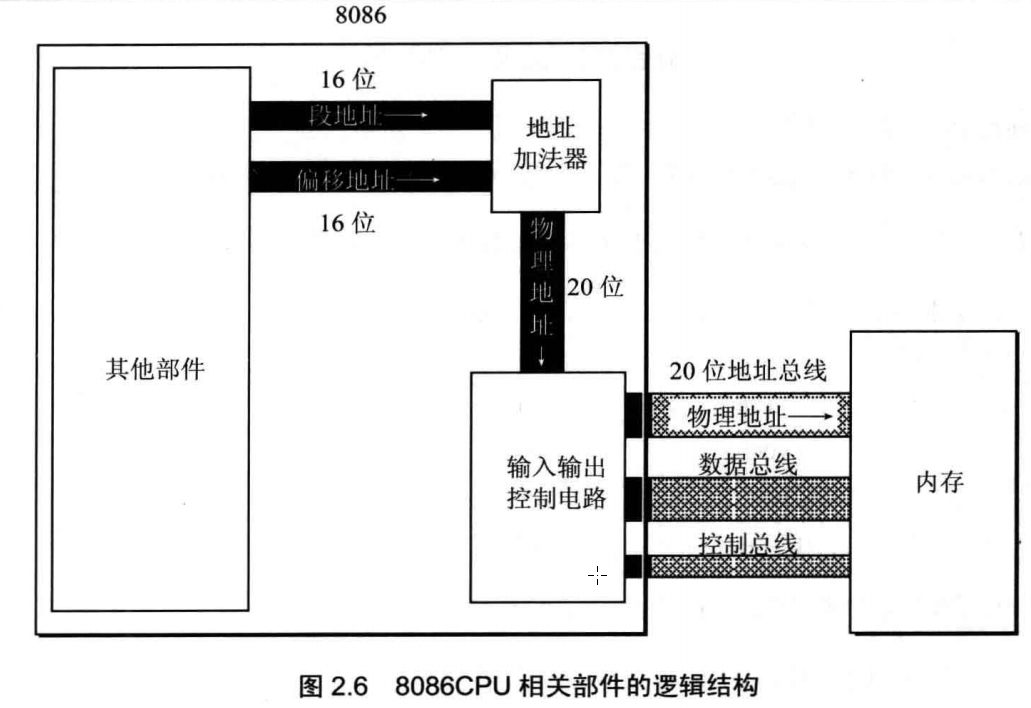 8086
16 位
段地址
偏移地址
16 位
地址
加法器
物
理
地
址
20 位
其他部件
输入输出
控制电路
20 位地址总线
物理地址
数据总线
控制总线
内存
图 2.6 8086CPU 相关部件的逻辑结构